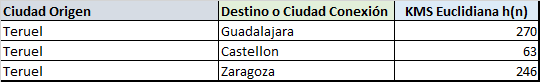 Ciudad Origen Destino o Ciudad Conexión KMS Euclidiana h(n)
Teruel Guadalajara 270
Teruel Castellon 63
Teruel Zaragoza 246